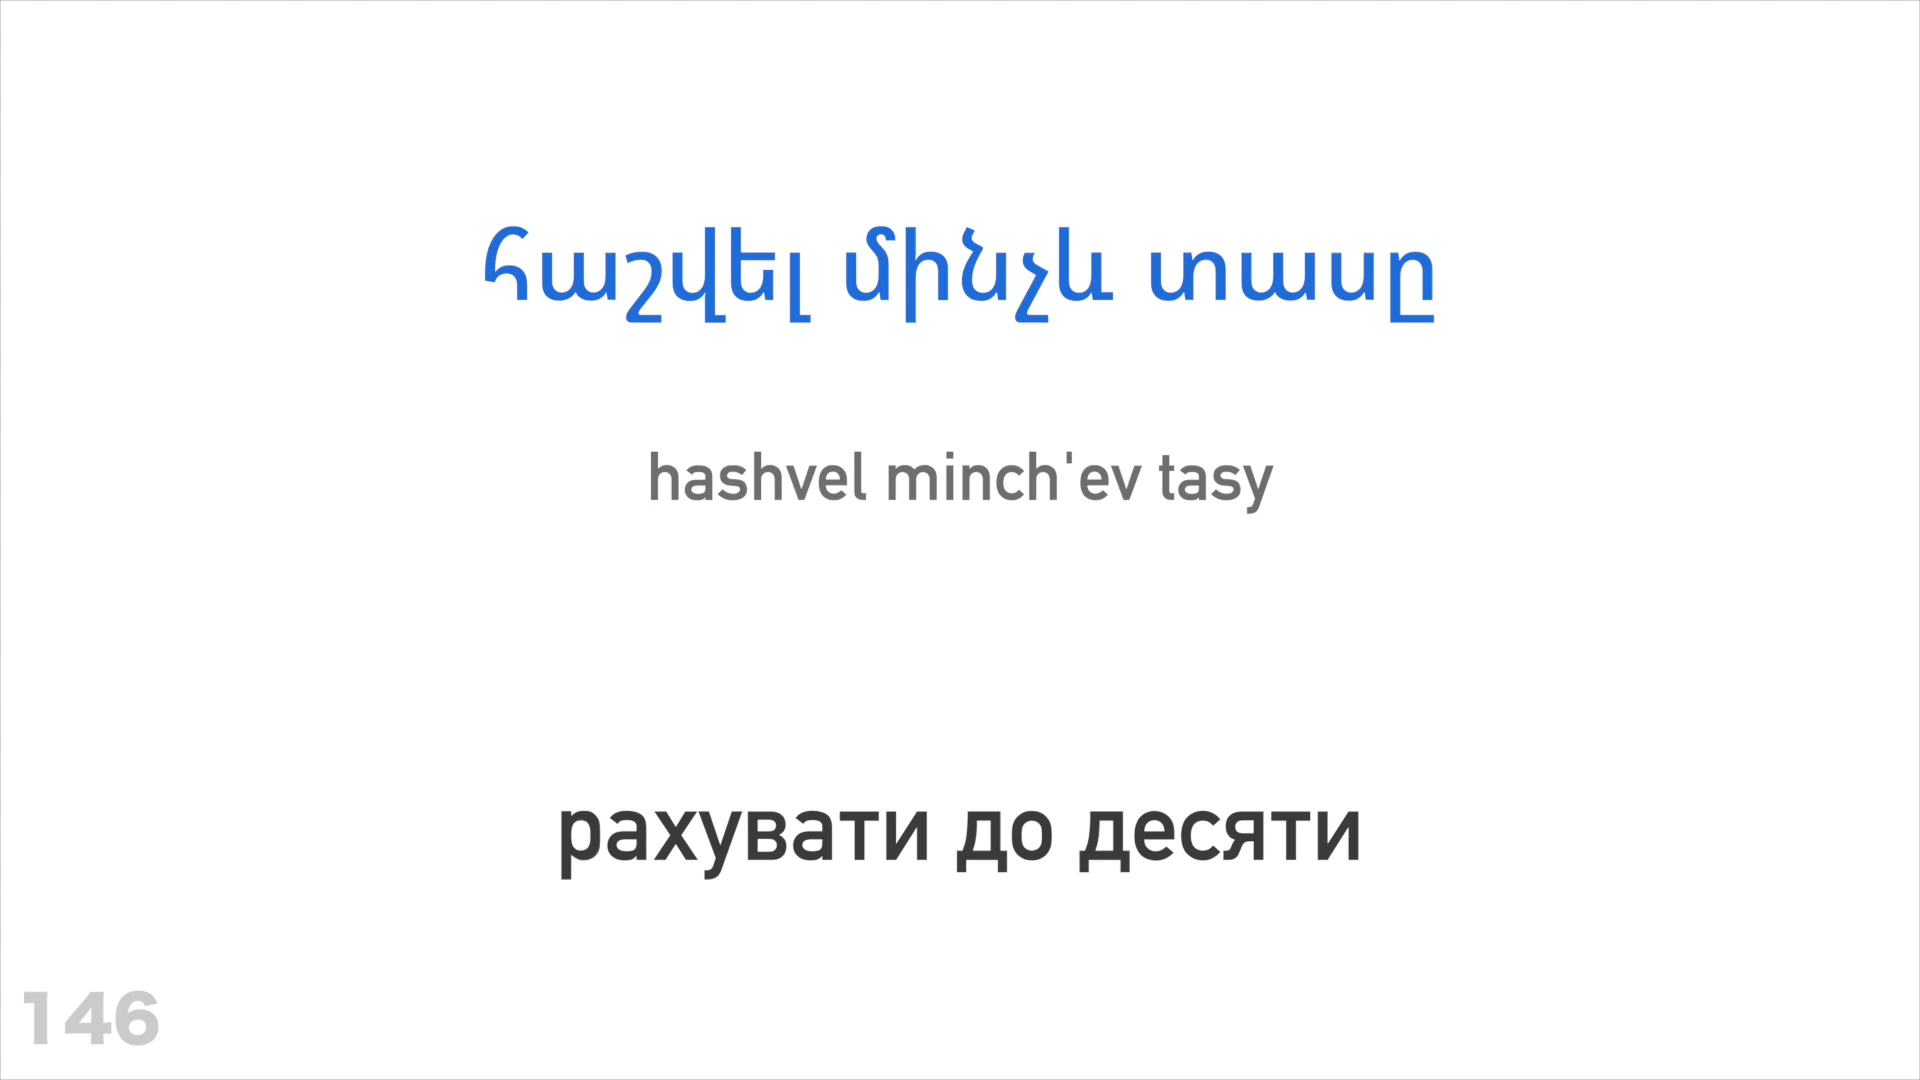 հաշվել մինչև տասը
hashvel minch'ev tasy
рахувати до десяти
146